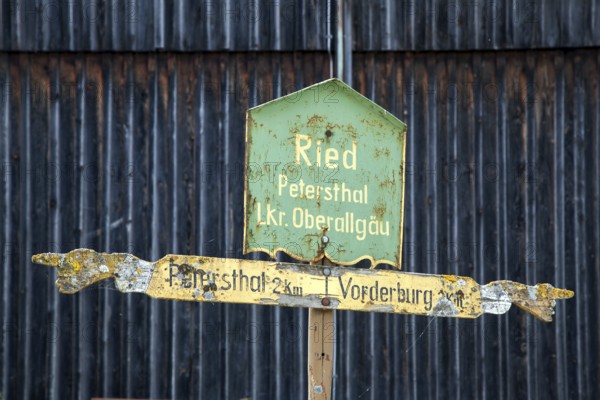 Ried
Petersthal
Lkr. Oberallgäu
Petersthal 2 Km
Vorderburg